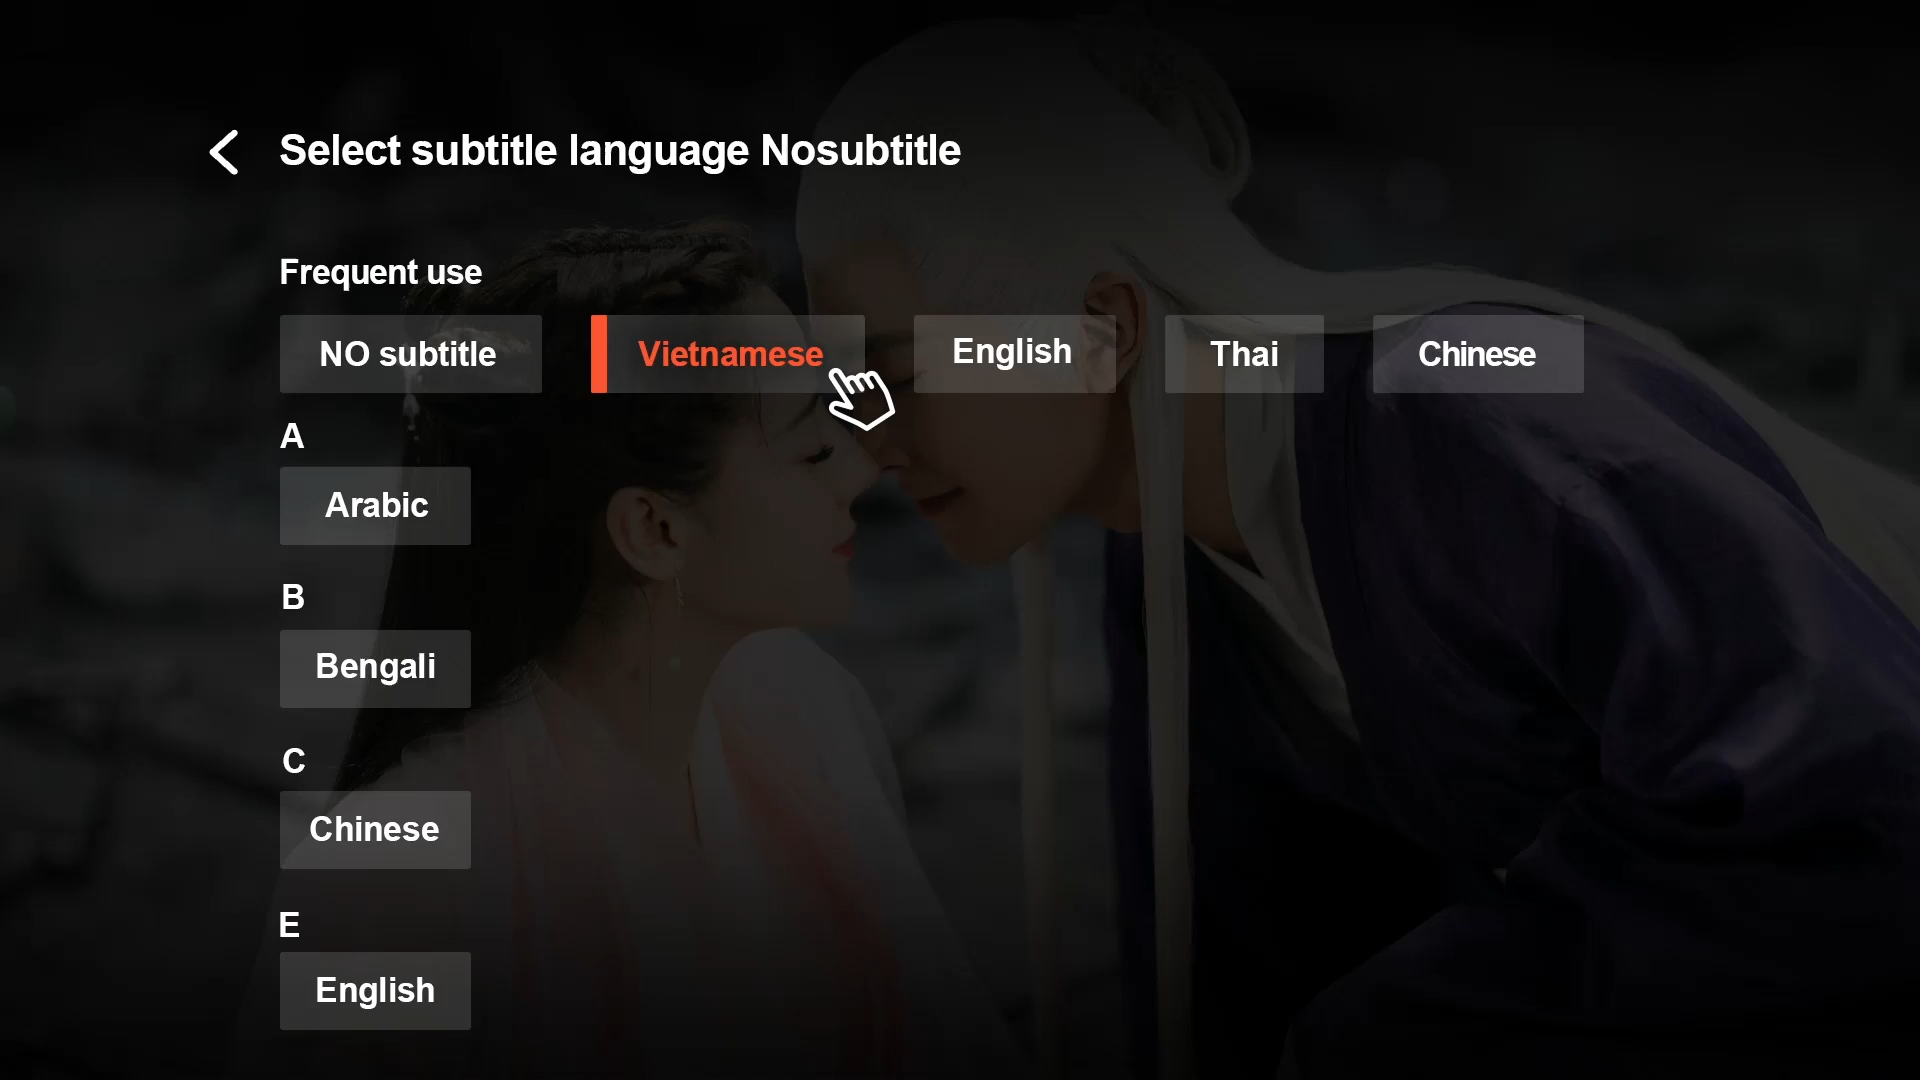 Select subtitle language Nosubtitle
Frequent use
NO subtitle Vietnamese English Thai Chinese
A
Arabic
B
Bengali
C
Chinese
E
English